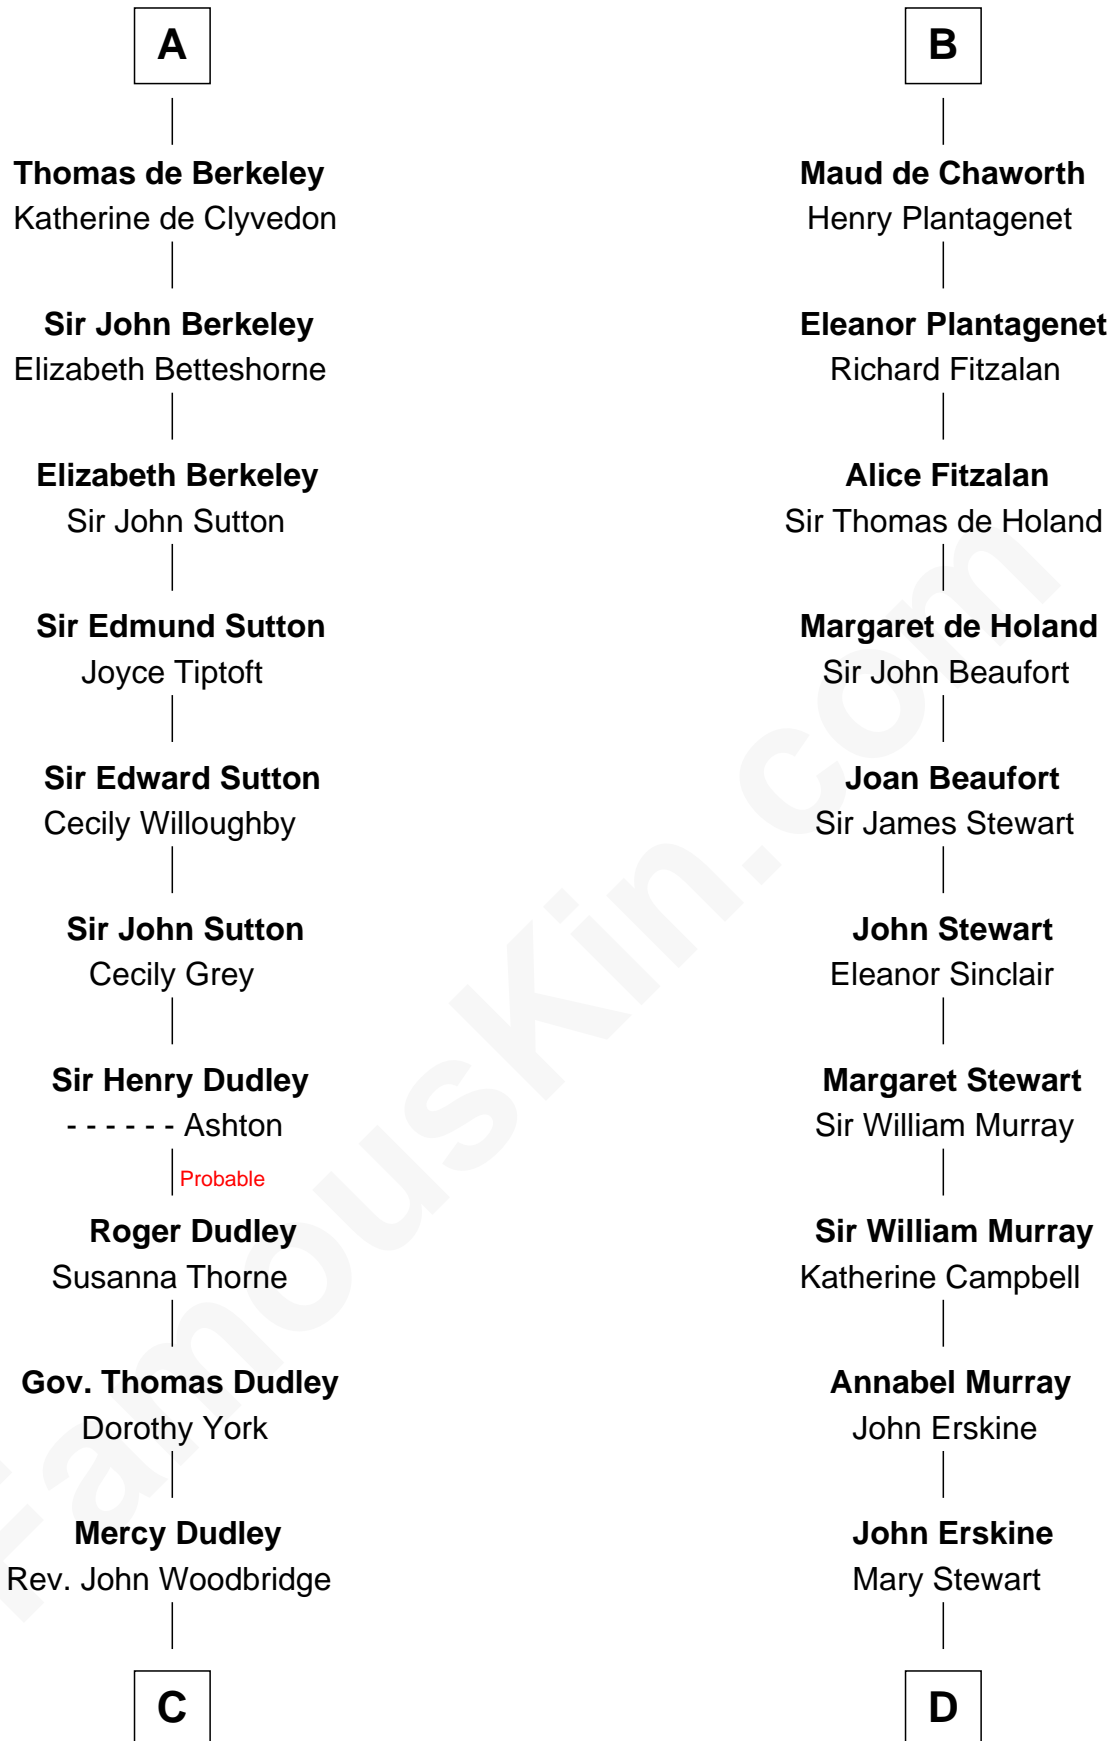 A
Thomas de Berkeley
Katherine de Clyvedon
Sir John Berkeley
Elizabeth Betteshorne
Elizabeth Berkeley
Sir John Sutton
Sir Edmund Sutton
Joyce Tiptoft
Sir Edward Sutton
Cecily Willoughby
Sir John Sutton
Cecily Grey
Sir Henry Dudley
- - - - - - Ashton
Probable
Roger Dudley
Susanna Thorne
Gov. Thomas Dudley
Dorothy York
Mercy Dudley
Rev. John Woodbridge
C
B
Maud de Chaworth
Henry Plantagenet
Eleanor Plantagenet
Richard Fitzalan
Alice Fitzalan
Sir Thomas de Holand
Margaret de Holand
Sir John Beaufort
Joan Beaufort
Sir James Stewart
John Stewart
Eleanor Sinclair
Margaret Stewart
Sir William Murray
Sir William Murray
Katherine Campbell
Annabel Murray
John Erskine
John Erskine
Mary Stewart
D
FamousKin.com